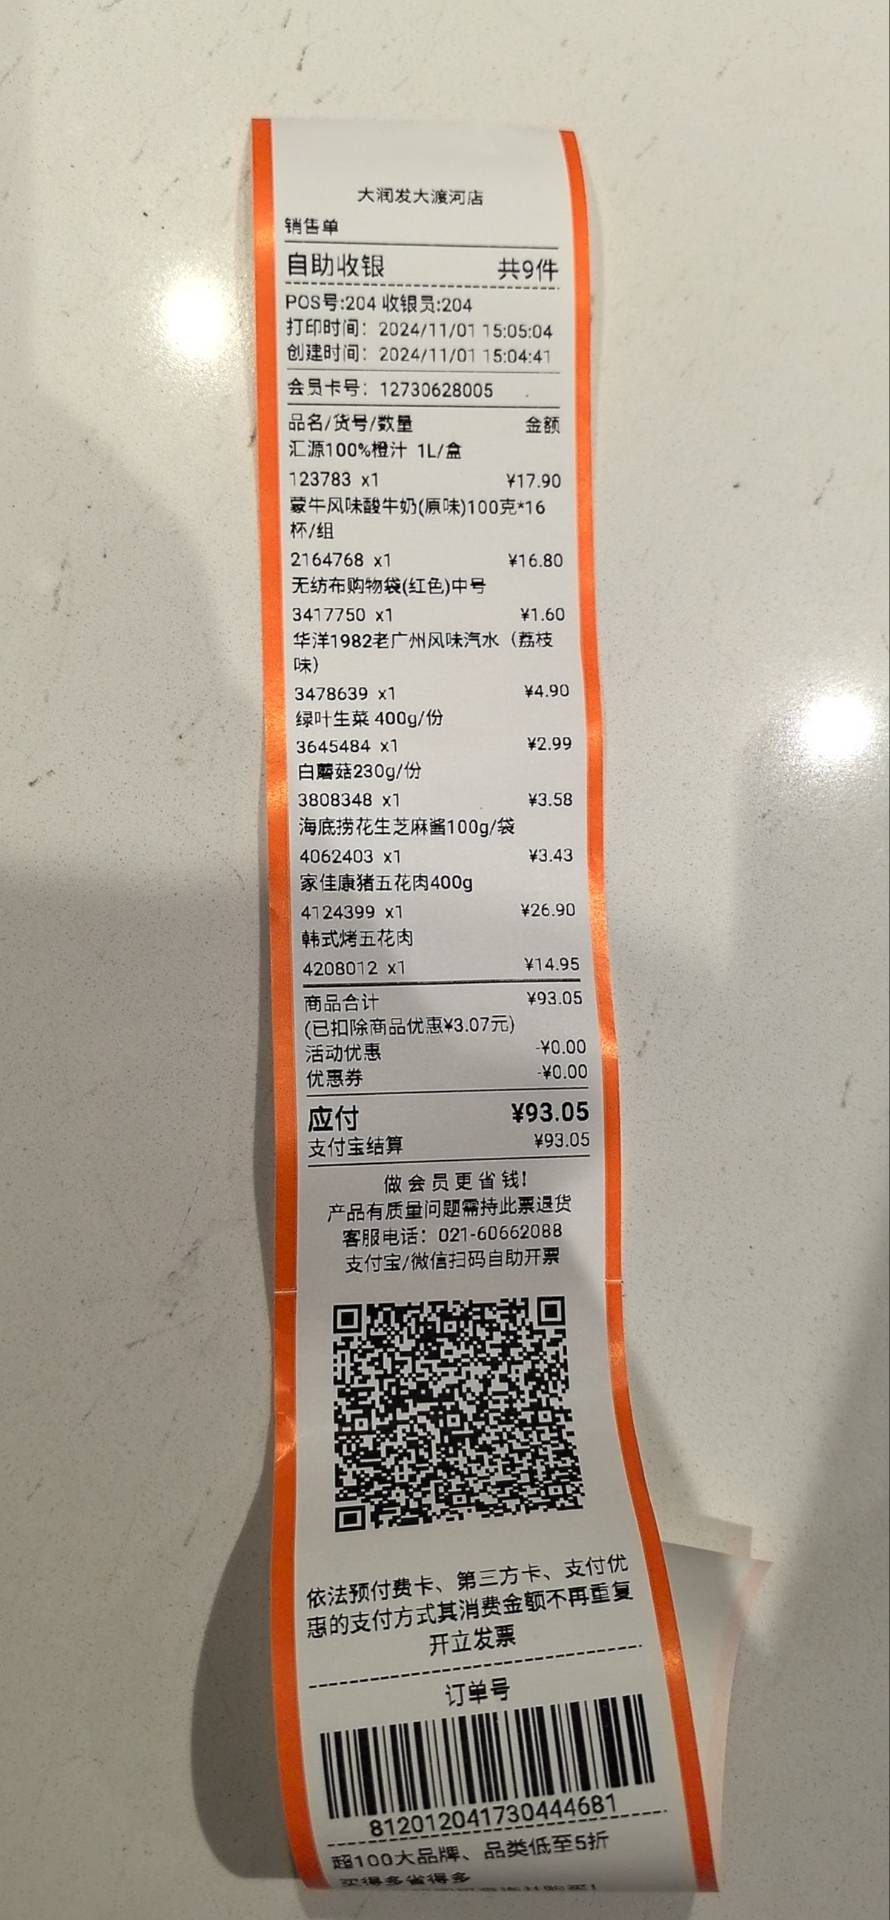 大润发大渡河店
销售单
自助收银 共9件
POS号:204 收银员:204
打印时间：2024/11/01 15:05:04
创建时间：2024/11/01 15:04:41
会员卡号：12730628005
品名/货号/数量 金额
汇源100%橙汁 1L/盒
123783 x1 ¥17.90
蒙牛风味酸牛奶(原味)100克*16
杯/组
2164768 x1 ¥16.80
无纺布购物袋(红色)中号
3417750 x1 ¥1.60
华洋1982老广州风味汽水（荔枝
味）
3478639 x1 ¥4.90
绿叶生菜 400g/份
3645484 x1 ¥2.99
白蘑菇230g/份
3808348 x1 ¥3.58
海底捞花生芝麻酱100g/袋
4062403 x1 ¥3.43
家佳康猪五花肉400g
4124399 x1 ¥26.90
韩式烤五花肉
4208012 x1 ¥14.95
商品合计 ¥93.05
(已扣除商品优惠¥3.07元)
活动优惠 -¥0.00
优惠券 -¥0.00
应付 ¥93.05
支付宝结算 ¥93.05
做会员更省钱!
产品有质量问题需持此票退货
客服电话：021-60662088
支付宝/微信扫码自助开票
依法预付费卡、第三方卡、支付优
惠的支付方式其消费金额不再重复
开立发票
订单号
812012041730444681
超100大品牌、品类低至5折
买得多省得多